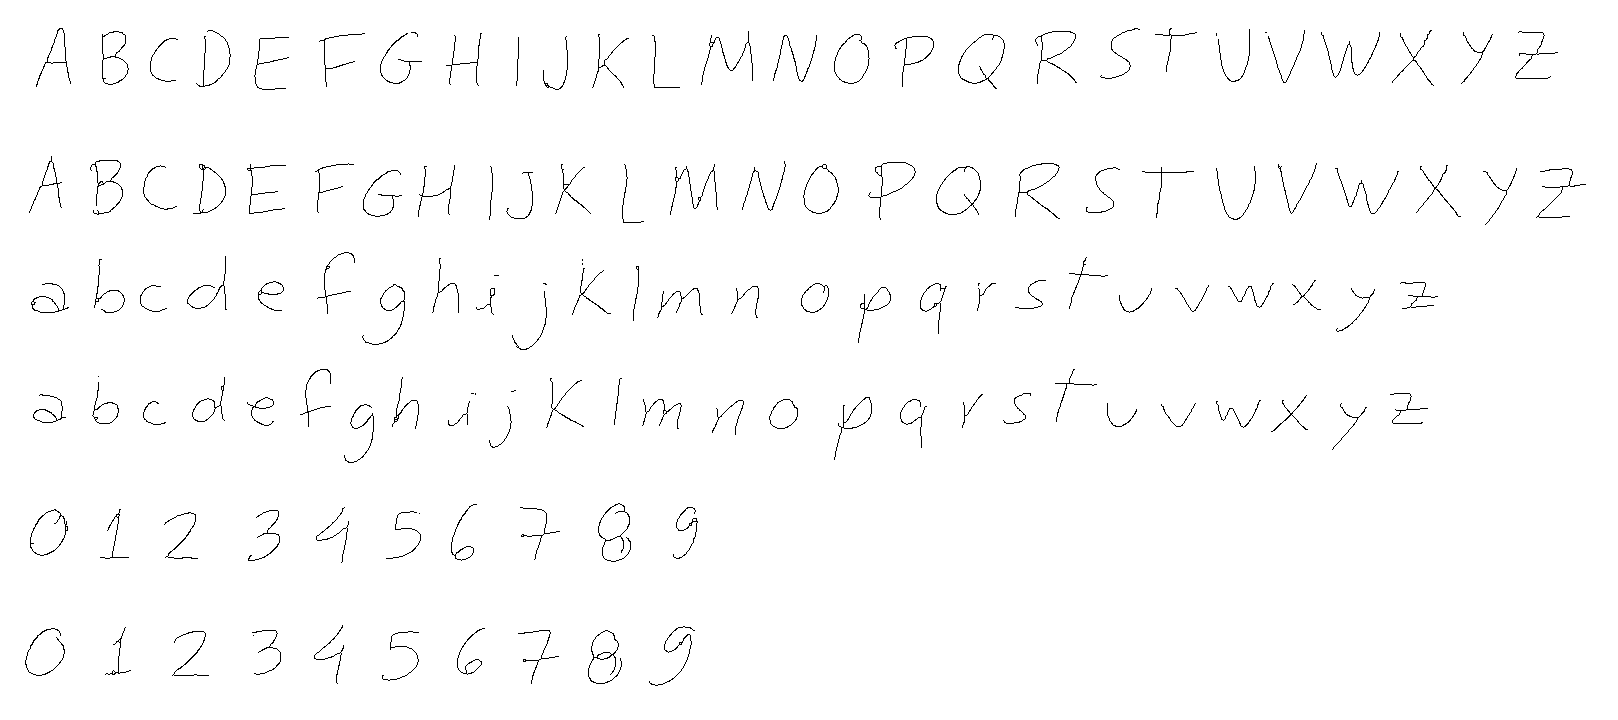 A B C D E F G H I J K L M N O P Q R S T U V W X Y Z
A B C D E F G H I J K L M N O P Q R S T U V W X Y Z
a b c d e f g h i j k l m n o p q r s t u v w x y z
a b c d e f g h i j k l m n o p q r s t u v w x y z
0 1 2 3 4 5 6 7 8 9
0 1 2 3 4 5 6 7 8 9